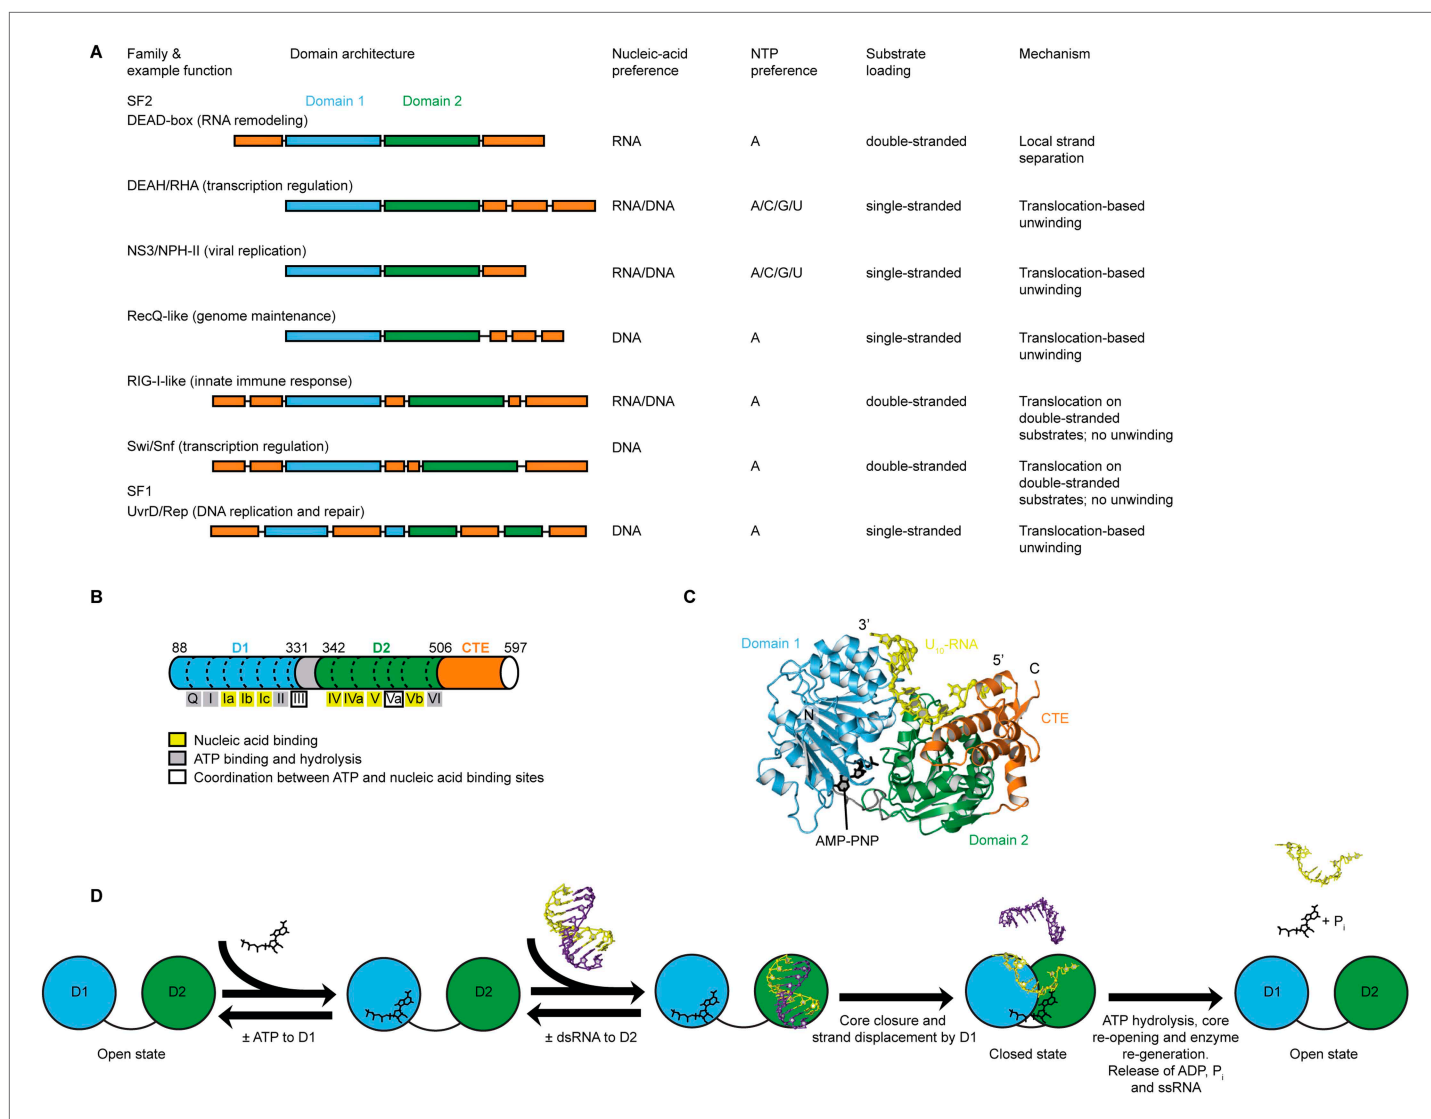 A
Family & example function
Domain architecture
Nucleic-acid preference
NTP preference
Substrate loading
Mechanism
SF2
Domain 1
Domain 2
DEAD-box (RNA remodeling)
RNA
A
double-stranded
Local strand
separation
DEAH/RHA (transcription regulation)
RNA/DNA
A/C/G/U
single-stranded
Translocation-based
unwinding
NS3/NPH-II (viral replication)
RNA/DNA
A/C/G/U
single-stranded
Translocation-based
unwinding
RecQ-like (genome maintenance)
DNA
A
single-stranded
Translocation-based
unwinding
RIG-I-like (innate immune response)
RNA/DNA
A
double-stranded
Translocation on
double-stranded
substrates; no unwinding
Swi/Snf (transcription regulation)
DNA
A
double-stranded
Translocation on
double-stranded
substrates; no unwinding
SF1
UvrD/Rep (DNA replication and repair)
DNA
A
single-stranded
Translocation-based
unwinding
B
88 D1 331 342 D2 506 CTE 597
Q I Ia Ib Ic II III IV IVa V Va Vb VI
Nucleic acid binding
ATP binding and hydrolysis
Coordination between ATP and nucleic acid binding sites
C
3’
Domain 1
U10-RNA
5’
C
N
CTE
AMP-PNP
Domain 2
D
D1
D2
Open state
± ATP to D1
D2
± dsRNA to D2
Core closure and
strand displacement by D1
Closed state
ATP hydrolysis, core
re-opening and enzyme
re-generation.
Release of ADP, Pi
and ssRNA
+ Pi
D1
D2
Open state